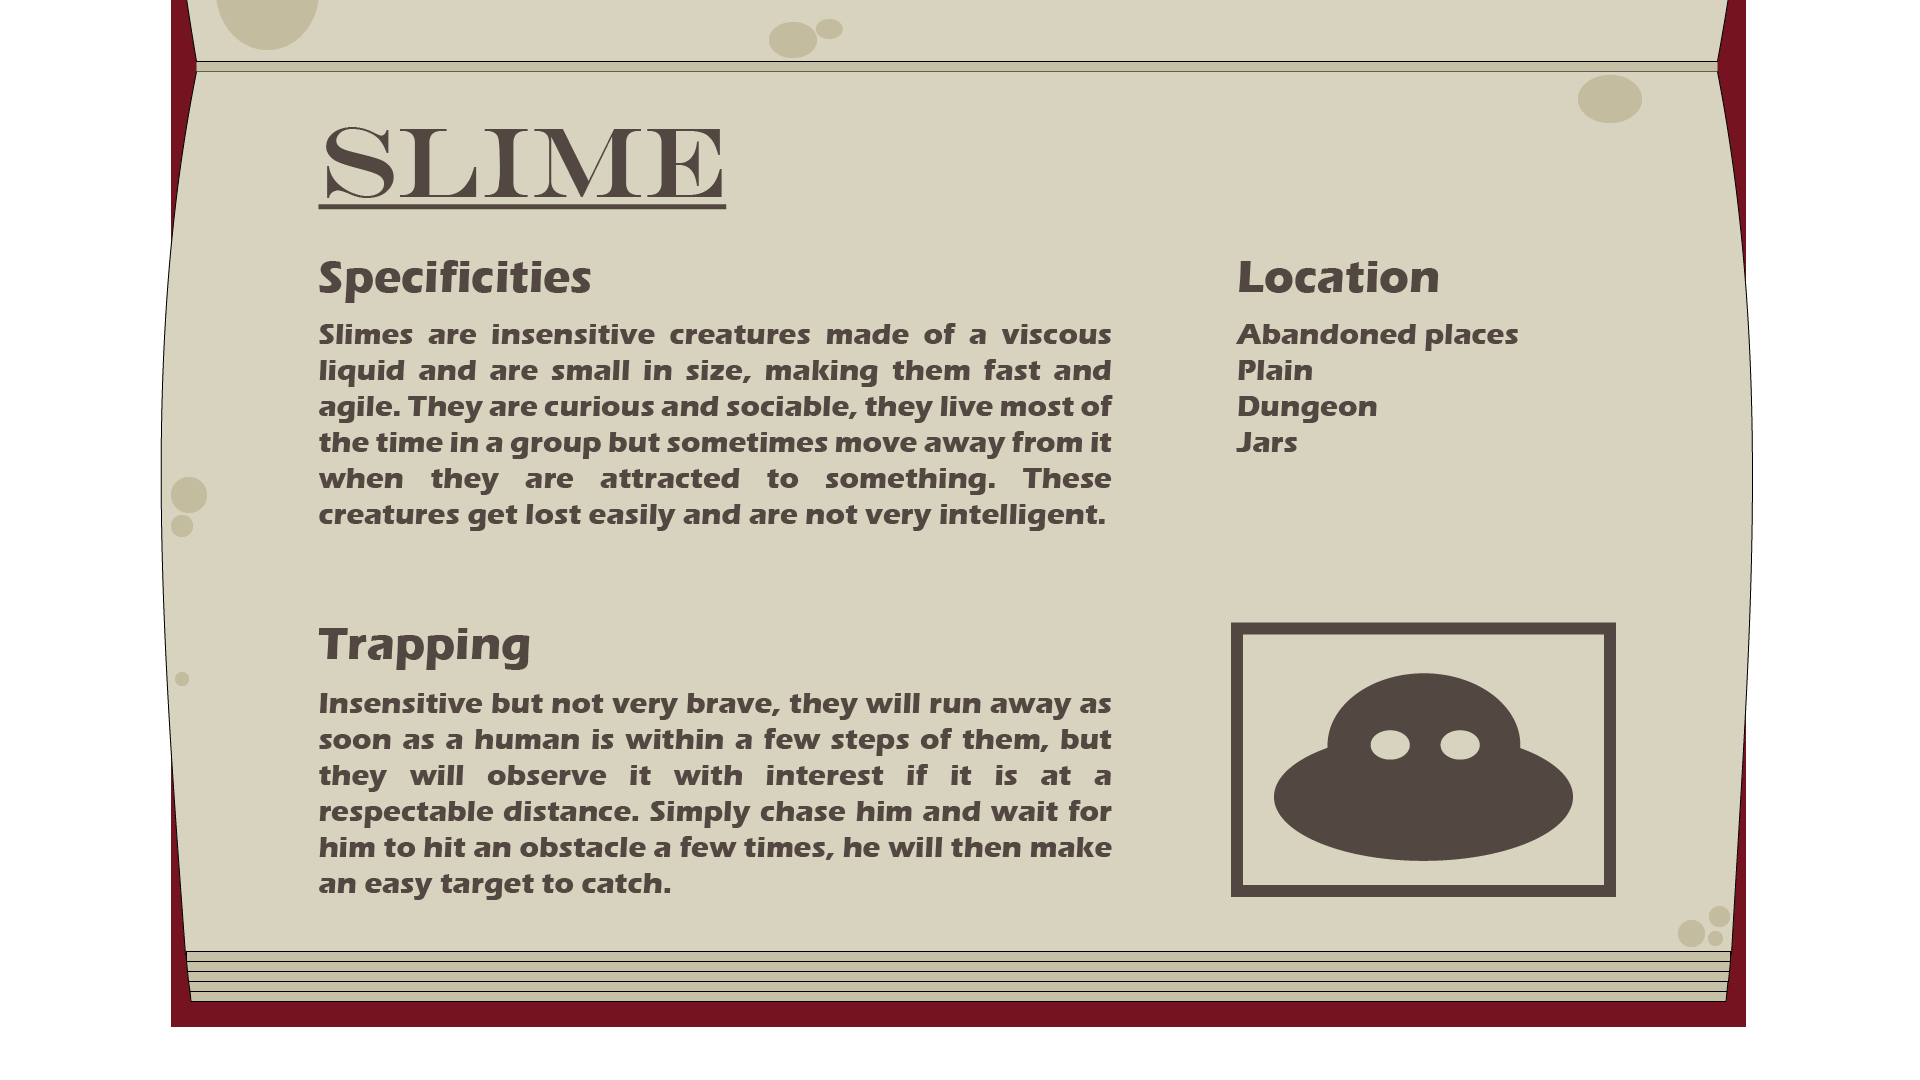 SLIME
Specificities
Slimes are insensitive creatures made of a viscous
liquid and are small in size, making them fast and
agile. They are curious and sociable, they live most of
the time in a group but sometimes move away from it
when they are attracted to something. These
creatures get lost easily and are not very intelligent.
Location
Abandoned places
Plain
Dungeon
Jars
Trapping
Insensitive but not very brave, they will run away as
soon as a human is within a few steps of them, but
they will observe it with interest if it is at a
respectable distance. Simply chase him and wait for
him to hit an obstacle a few times, he will then make
an easy target to catch.